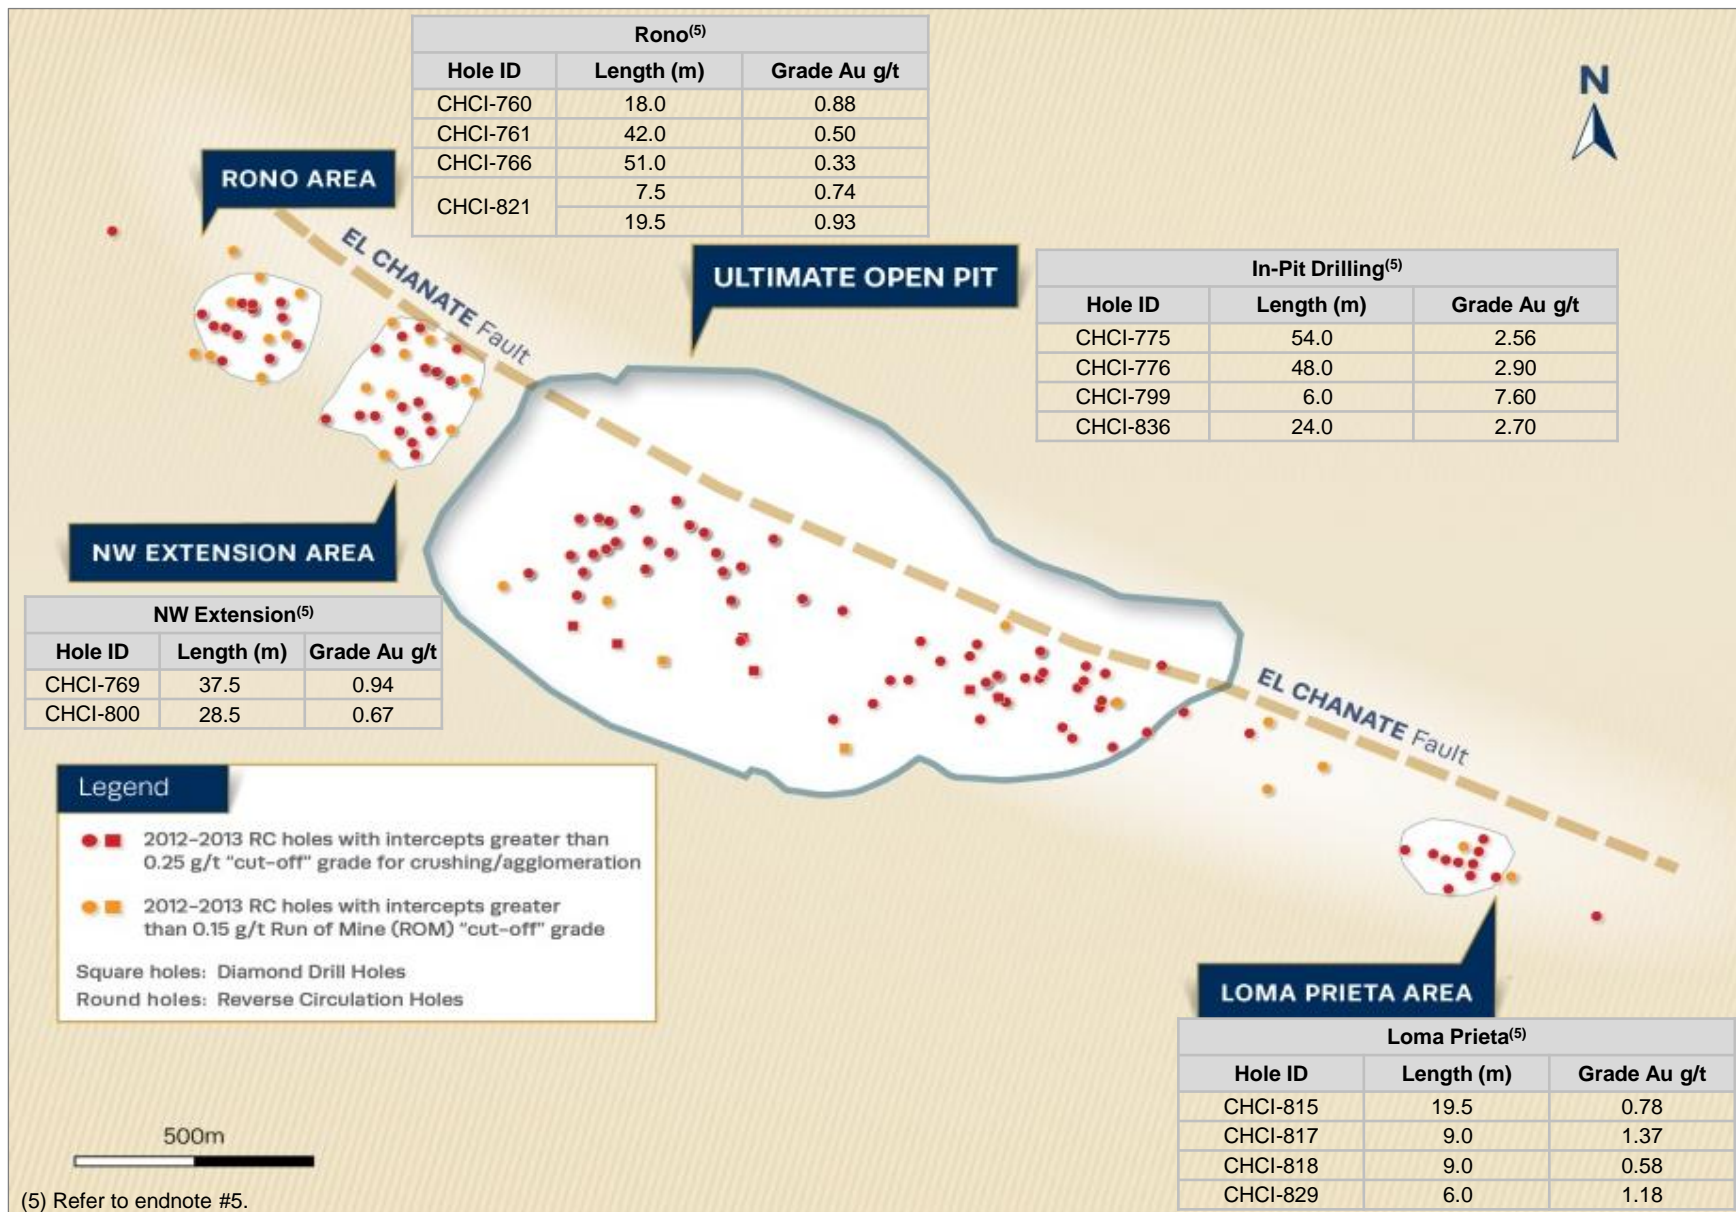 Rono(5)
Hole ID Length (m) Grade Au g/t
CHCI-760 18.0 0.88
CHCI-761 42.0 0.50
CHCI-766 51.0 0.33
CHCI-821 7.5 0.74
19.5 0.93
N
RONO AREA
EL CHANATE Fault
ULTIMATE OPEN PIT
In-Pit Drilling(5)
Hole ID Length (m) Grade Au g/t
CHCI-775 54.0 2.56
CHCI-776 48.0 2.90
CHCI-799 6.0 7.60
CHCI-836 24.0 2.70
NW EXTENSION AREA
NW Extension(5)
Hole ID Length (m) Grade Au g/t
CHCI-769 37.5 0.94
CHCI-800 28.5 0.67
EL CHANATE Fault
Legend
2012–2013 RC holes with intercepts greater than
0.25 g/t “cut-off” grade for crushing/agglomeration
2012–2013 RC holes with intercepts greater
than 0.15 g/t Run of Mine (ROM) “cut-off” grade
Square holes: Diamond Drill Holes
Round holes: Reverse Circulation Holes
LOMA PRIETA AREA
Loma Prieta(5)
Hole ID Length (m) Grade Au g/t
CHCI-815 19.5 0.78
CHCI-817 9.0 1.37
CHCI-818 9.0 0.58
CHCI-829 6.0 1.18
500m
(5) Refer to endnote #5.